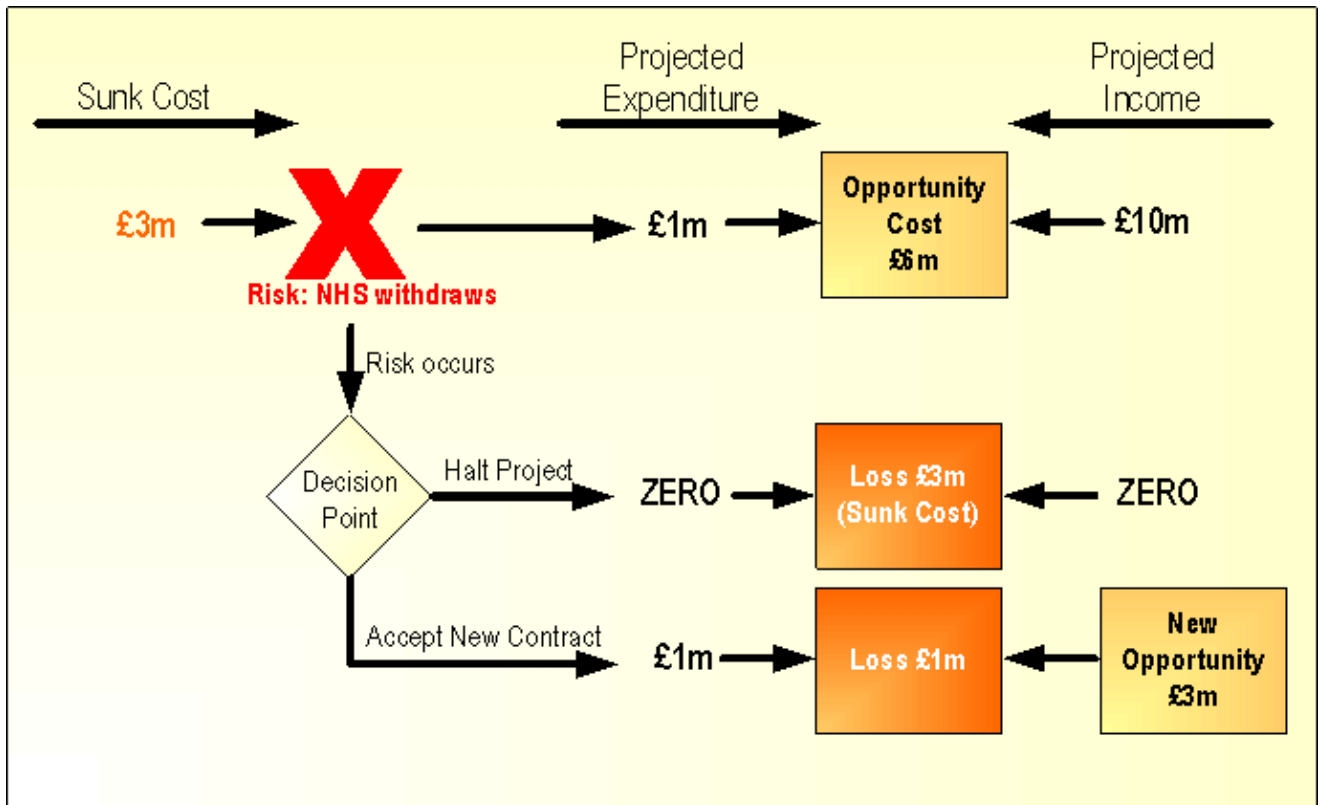 Sunk Cost
Projected
Expenditure
Projected
Income
£3m
Risk: NHS withdraws
£1m
Opportunity
Cost
£6m
£10m
Risk occurs
Decision
Point
Halt Project
ZERO
Loss £3m
(Sunk Cost)
ZERO
Accept New Contract
£1m
Loss £1m
New
Opportunity
£3m